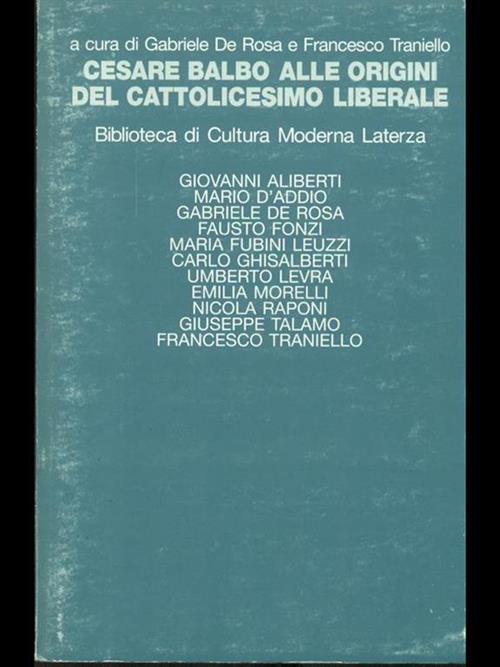 a cura di Gabriele De Rosa e Francesco Traniello
CESARE BALBO ALLE ORIGINI
DEL CATTOLICESIMO LIBERALE
Biblioteca di Cultura Moderna Laterza
GIOVANNI ALIBERTI
MARIO D'ADDIO
GABRIELE DE ROSA
FAUSTO FONZI
MARIA FUBINI LEUZZI
CARLO GHISALBERTI
UMBERTO LEVRA
EMILIA MORELLI
NICOLA RAPONI
GIUSEPPE TALAMO
FRANCESCO TRANIELLO